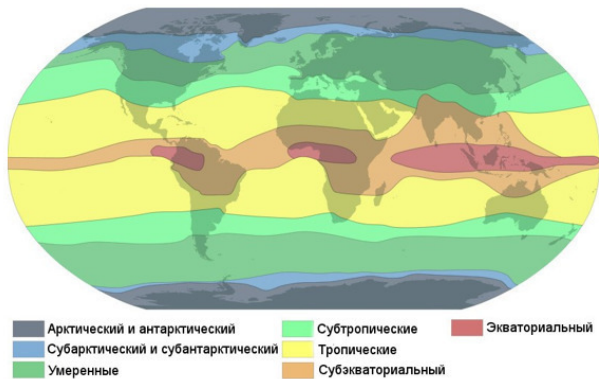 Арктический и антарктический
Субарктический и субантарктический
Умеренные
Субтропические
Тропические
Субэкваториальный
Экваториальный